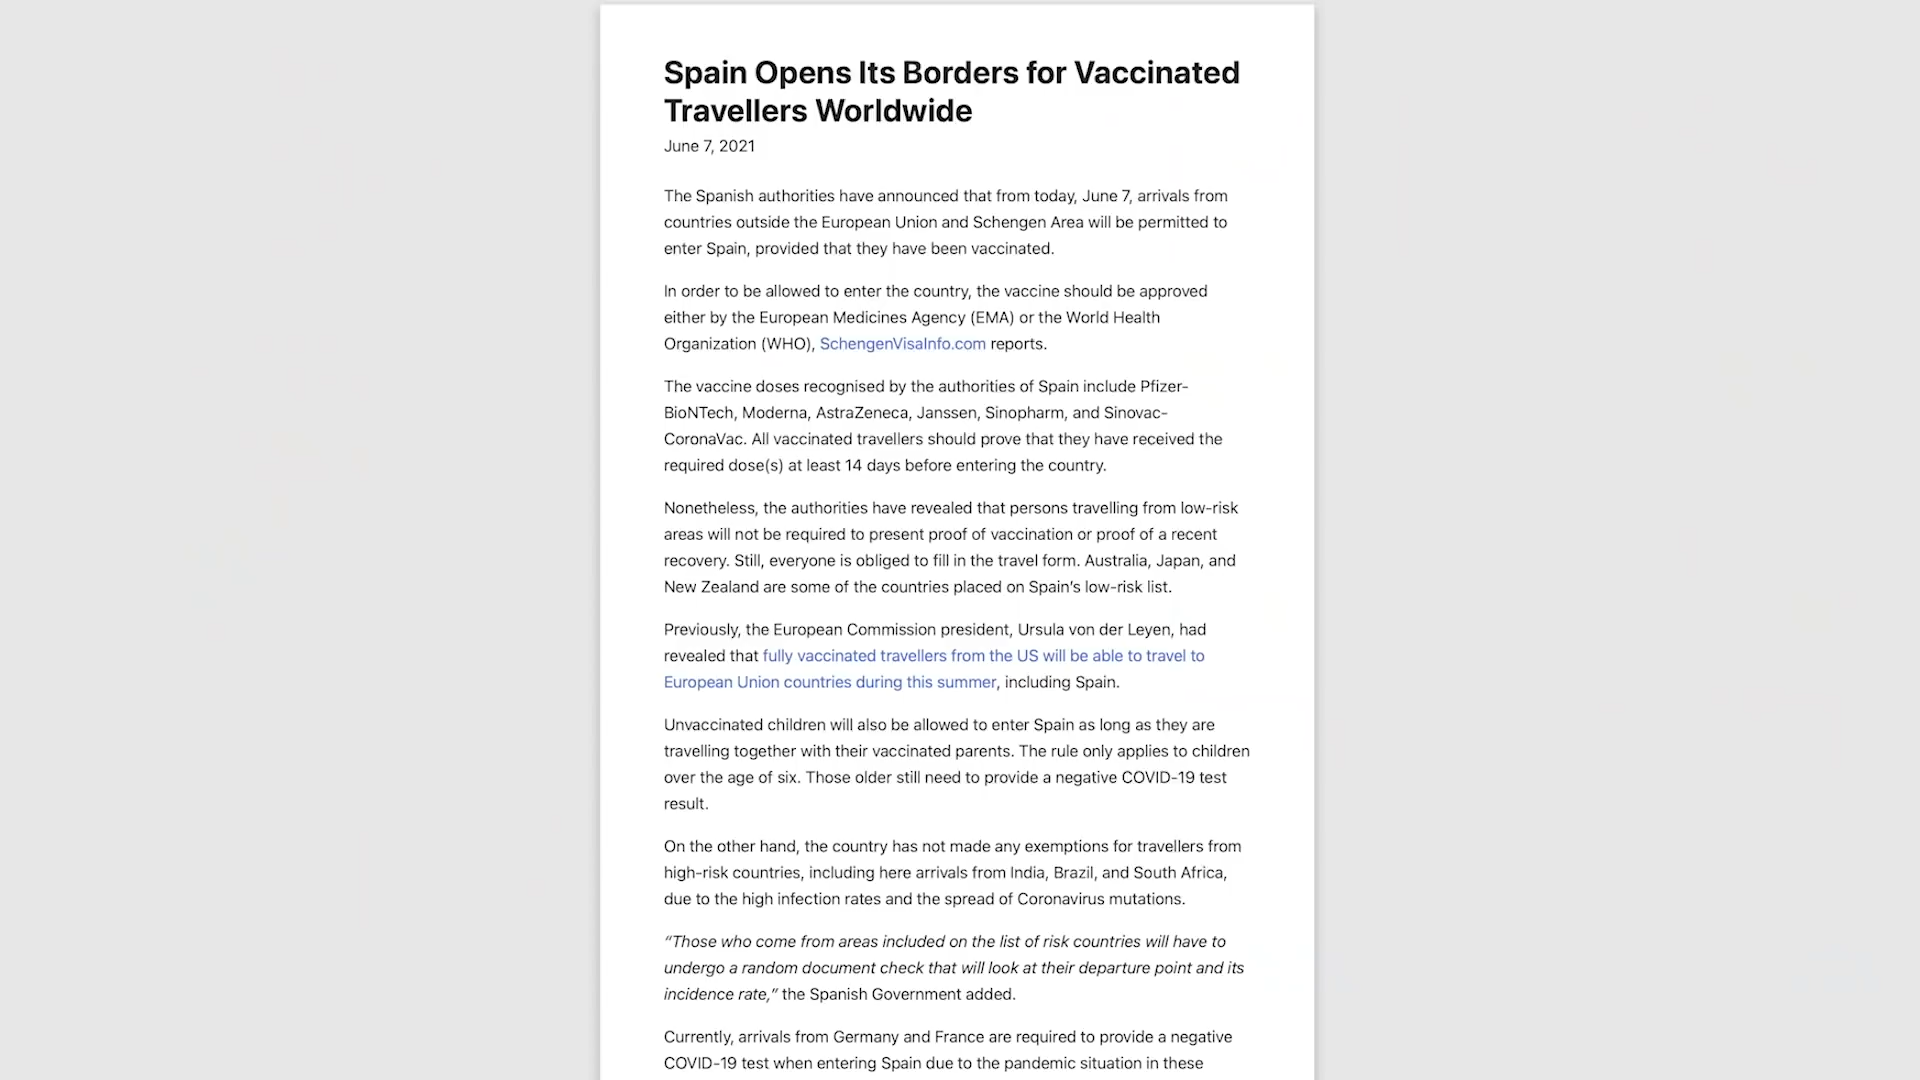 Spain Opens Its Borders for Vaccinated
Travellers Worldwide
June 7, 2021
The Spanish authorities have announced that from today, June 7, arrivals from
countries outside the European Union and Schengen Area will be permitted to
enter Spain, provided that they have been vaccinated.
In order to be allowed to enter the country, the vaccine should be approved
either by the European Medicines Agency (EMA) or the World Health
Organization (WHO), SchengenVisaInfo.com reports.
The vaccine doses recognised by the authorities of Spain include Pfizer-
BioNTech, Moderna, AstraZeneca, Janssen, Sinopharm, and Sinovac-
CoronaVac. All vaccinated travellers should prove that they have received the
required dose(s) at least 14 days before entering the country.
Nonetheless, the authorities have revealed that persons travelling from low-risk
areas will not be required to present proof of vaccination or proof of a recent
recovery. Still, everyone is obliged to fill in the travel form. Australia, Japan, and
New Zealand are some of the countries placed on Spain's low-risk list.
Previously, the European Commission president, Ursula von der Leyen, had
revealed that fully vaccinated travellers from the US will be able to travel to
European Union countries during this summer, including Spain.
Unvaccinated children will also be allowed to enter Spain as long as they are
travelling together with their vaccinated parents. The rule only applies to children
over the age of six. Those older still need to provide a negative COVID-19 test
result.
On the other hand, the country has not made any exemptions for travellers from
high-risk countries, including here arrivals from India, Brazil, and South Africa,
due to the high infection rates and the spread of Coronavirus mutations.
“Those who come from areas included on the list of risk countries will have to
undergo a random document check that will look at their departure point and its
incidence rate,” the Spanish Government added.
Currently, arrivals from Germany and France are required to provide a negative
COVID-19 test when entering Spain due to the pandemic situation in these